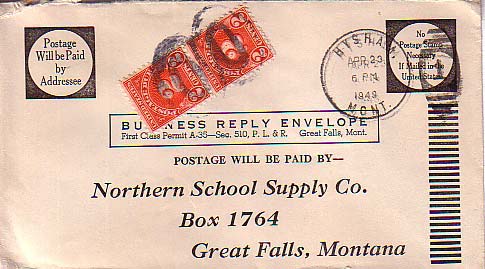 Postage
Will be Paid
by
Addressee
No
Postage Stamp
Necessary
If Mailed in the
United States
HYSHAM
APR 23
6 PM
1949
MONT.
BUSINESS REPLY ENVELOPE
First Class Permit A-35—Sec. 510, P. L. & R. Great Falls, Mont.
POSTAGE WILL BE PAID BY—
Northern School Supply Co.
Box 1764
Great Falls, Montana